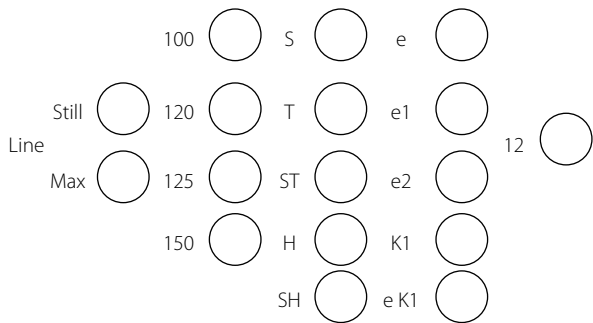 100 S e
Still 120 T e1
Line 12
Max 125 ST e2
150 H K1
SH e K1